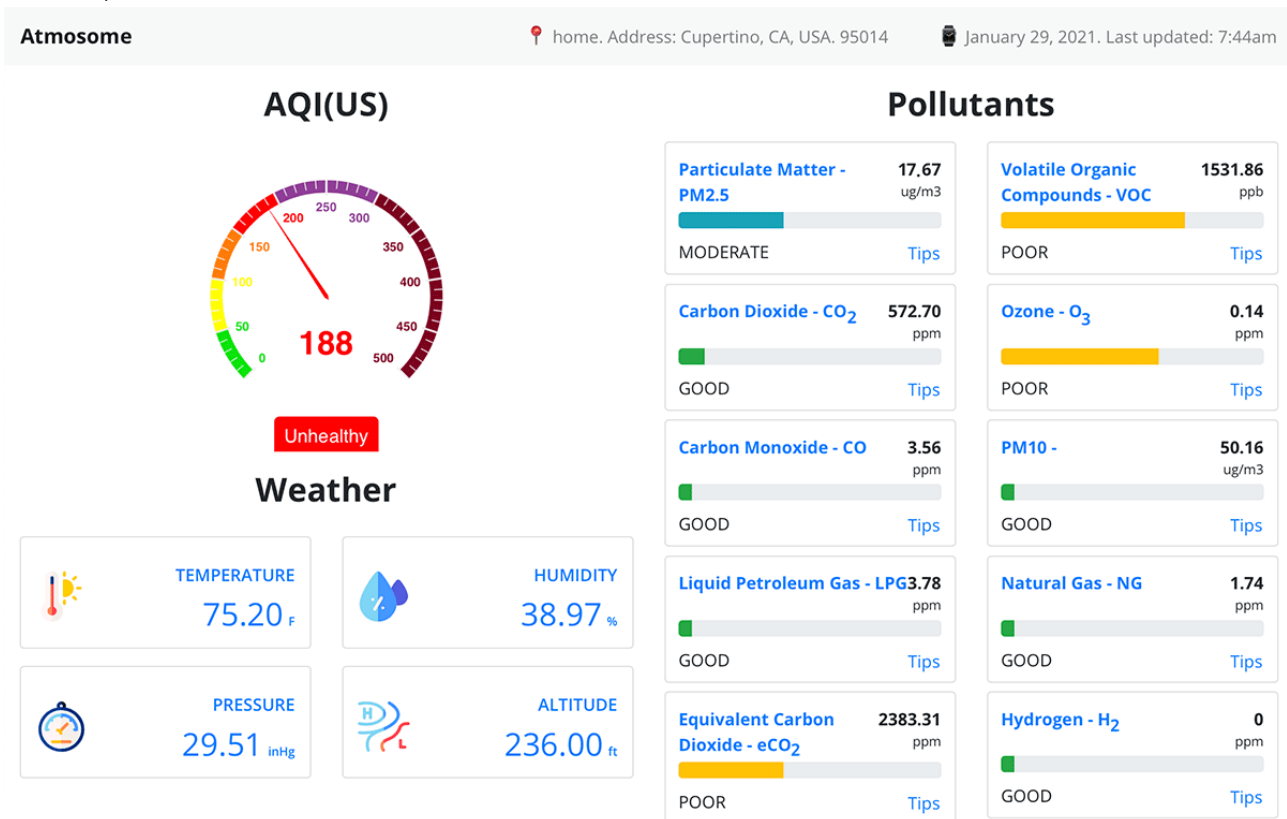 Atmosome
home. Address: Cupertino, CA, USA. 95014
January 29, 2021. Last updated: 7:44am
AQI(US)
0
50
100
150
200
250
300
350
400
450
500
188
Unhealthy
Weather
TEMPERATURE
75.20 F
HUMIDITY
38.97 %
PRESSURE
29.51 inHg
H
L
ALTITUDE
236.00 ft
Pollutants
Particulate Matter - 17.67
PM2.5 ug/m3
MODERATE Tips
Volatile Organic 1531.86
Compounds - VOC ppb
POOR Tips
Carbon Dioxide - CO2 572.70
ppm
GOOD Tips
Ozone - O3 0.14
ppm
POOR Tips
Carbon Monoxide - CO 3.56
ppm
GOOD Tips
PM10 - 50.16
ug/m3
GOOD Tips
Liquid Petroleum Gas - LPG3.78
ppm
GOOD Tips
Natural Gas - NG 1.74
ppm
GOOD Tips
Equivalent Carbon 2383.31
Dioxide - eCO2 ppm
POOR Tips
Hydrogen - H2 0
ppm
GOOD Tips